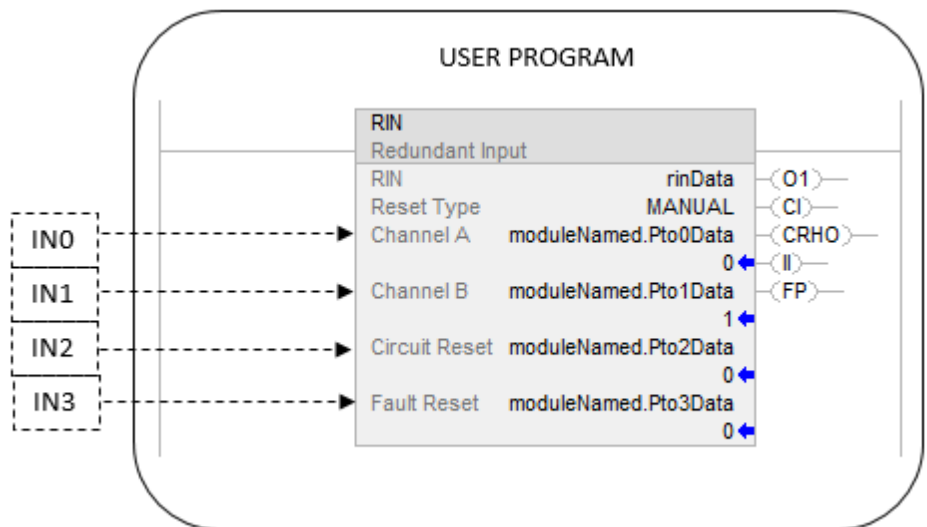 USER PROGRAM
RIN
Redundant Input
RIN rinData O1
Reset Type MANUAL CI
IN0 Channel A moduleNamed.Pto0Data CRHO
0 II
IN1 Channel B moduleNamed.Pto1Data FP
1
IN2 Circuit Reset moduleNamed.Pto2Data
0
IN3 Fault Reset moduleNamed.Pto3Data
0